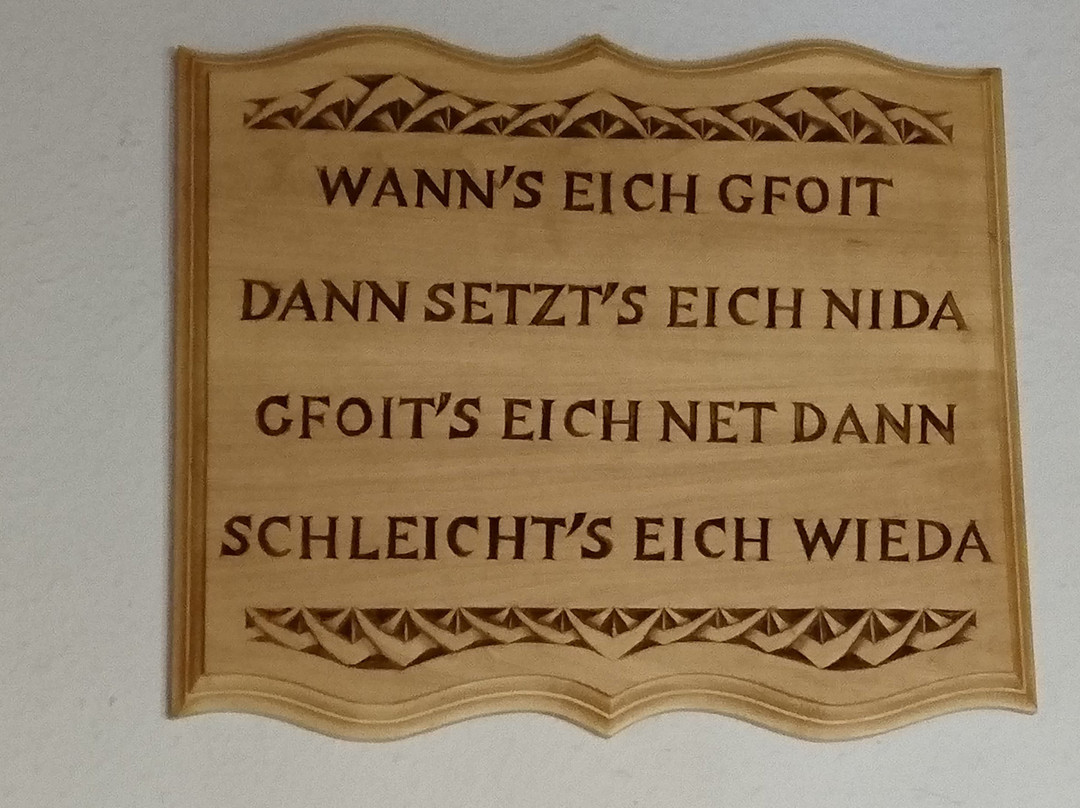 WANN'S EICH GFOIT
DANN SETZT'S EICH NIDA
GFOIT'S EICH NET DANN
SCHLEICHT'S EICH WIEDA